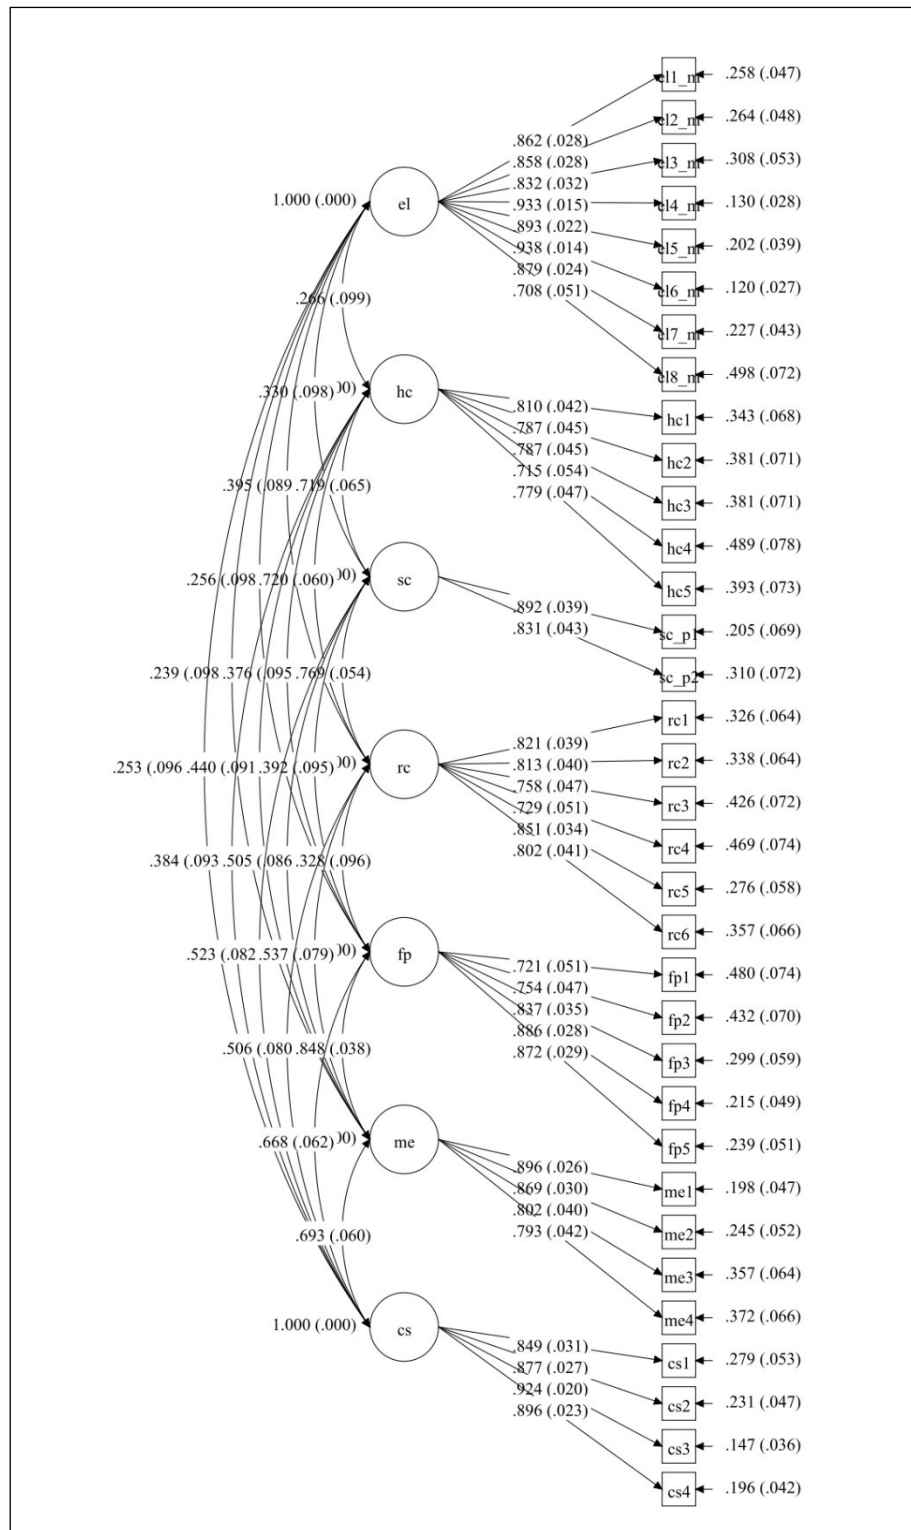 el1_m .258 (.047)
el2_m .264 (.048)
.862 (.028)
.858 (.028) el3_m .308 (.053)
.832 (.032)
1.000 (.000) el .933 (.015) el4_m .130 (.028)
.893 (.022)
.938 (.014) el5_m .202 (.039)
.879 (.024)
.708 (.051) el6_m .120 (.027)
.266 (.099)
el7_m .227 (.043)
el8_m .498 (.072)
.330 (.098) 00) hc .810 (.042) hc1 .343 (.068)
.787 (.045)
.787 (.045) hc2 .381 (.071)
.715 (.054)
.395 (.089 .719 (.065) .779 (.047)
hc3 .381 (.071)
hc4 .489 (.078)
.256 (.098 .720 (.060) 00) sc hc5 .393 (.073)
.892 (.039)
.831 (.043) sc_p1 .205 (.069)
.239 (.098 .376 (.095 .769 (.054) sc_p2 .310 (.072)
rc1 .326 (.064)
.821 (.039)
.253 (.096 .440 (.091 .392 (.095) 00) rc .813 (.040) rc2 .338 (.064)
.758 (.047)
.729 (.051) rc3 .426 (.072)
.851 (.034)
.802 (.041) rc4 .469 (.074)
.384 (.093 .505 (.086 .328 (.096)
rc5 .276 (.058)
rc6 .357 (.066)
.523 (.082 .537 (.079) 00) fp .721 (.051) fp1 .480 (.074)
.754 (.047)
.837 (.035) fp2 .432 (.070)
.886 (.028)
.872 (.029)
.506 (.080 .848 (.038) fp3 .299 (.059)
fp4 .215 (.049)
.668 (.062) 00) me fp5 .239 (.051)
.896 (.026)
.869 (.030) me1 .198 (.047)
.802 (.040)
.793 (.042) me2 .245 (.052)
.693 (.060)
me3 .357 (.064)
me4 .372 (.066)
1.000 (.000) cs .849 (.031) cs1 .279 (.053)
.877 (.027)
.924 (.020) cs2 .231 (.047)
.896 (.023)
cs3 .147 (.036)
cs4 .196 (.042)